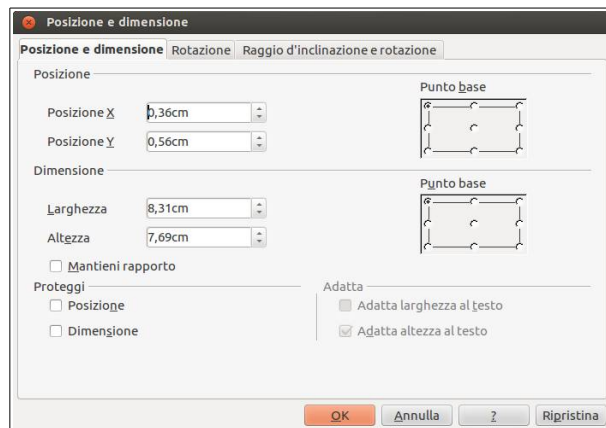 Posizione e dimensione
Posizione e dimensione Rotazione Raggio d'inclinazione e rotazione
Posizione
Punto base
Posizione X 0,36cm
Posizione Y 0,56cm
Dimensione
Punto base
Larghezza 8,31cm
Altezza 7,69cm
Mantieni rapporto
Proteggi Adatta
Posizione Adatta larghezza al testo
Dimensione Adatta altezza al testo
OK Annulla ? Ripristina